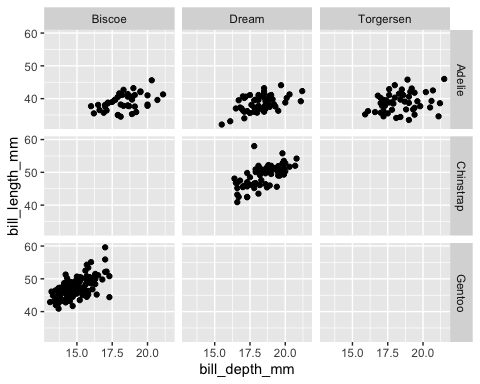 Biscoe Dream Torgersen
60
50
40
Adelie
60
50
40
Chinstrap
bill_length_mm
60
50
40
Gentoo
15.0 17.5 20.0 15.0 17.5 20.0 15.0 17.5 20.0
bill_depth_mm